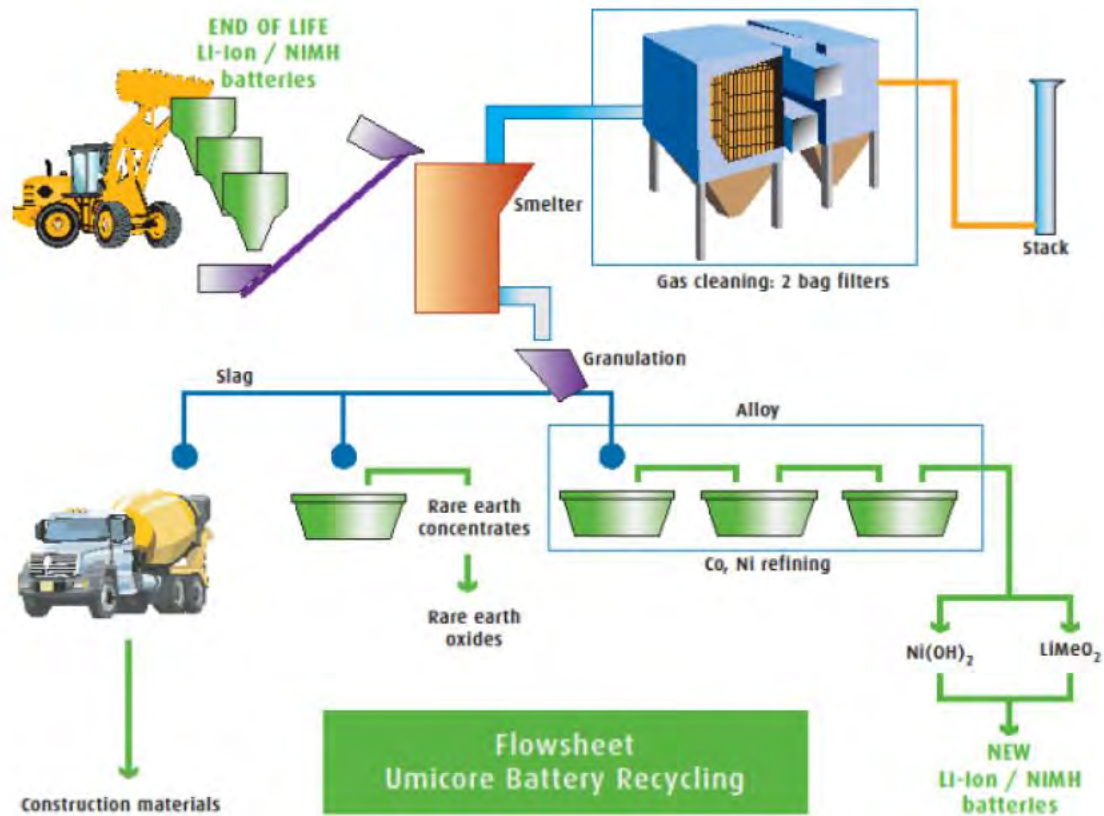 END OF LIFE
Li-Ion / NIMH
batteries
Smelter
Stack
Gas cleaning: 2 bag filters
Granulation
Slag
Alloy
Rare earth
concentrates
Co, Ni refining
Rare earth
oxides
Ni(OH)₂
LiMeO₂
Flowsheet
Umicore Battery Recycling
NEW
Li-Ion / NIMH
batteries
Construction materials